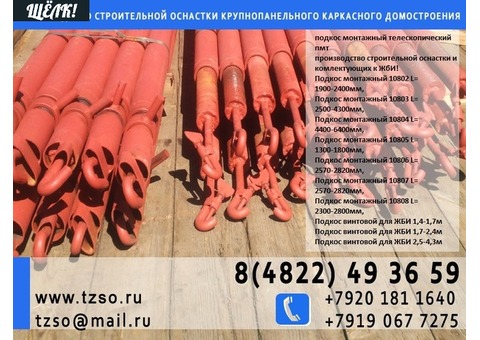 ЩЁЛК!
О СТРОИТЕЛЬНОЙ ОСНАСТКИ КРУПНОПАНЕЛЬНОГО КАРКАСНОГО ДОМОСТРОЕНИЯ
подкос монтажный телескопический
пмт
производство строительной оснастки и
комлектующих к ЖбИ!
Подкос монтажный 10802 L=
1900-2400мм,
Подкос монтажный 10803 L=
2500-4300мм,
Подкос монтажный 10804 L=
4400-6400мм,
Подкос монтажный 10805 L=
1300-1800мм,
Подкос монтажный 10806 L=
2570-2820мм,
Подкос монтажный 10807 L=
2570-2820мм,
Подкос монтажный 10808 L=
2300-2800мм,
Подкос винтовой для ЖБИ 1,4-1,7м
Подкос винтовой для ЖБИ 1,7-2,4м
Подкос винтовой для ЖБИ 2,5-4,3м
8(4822) 49 36 59
www.tzso.ru
+7920 181 1640
tzso@mail.ru
+7919 067 7275